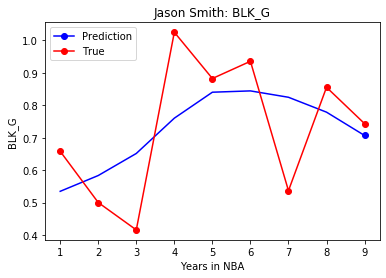 Jason Smith: BLK_G
Prediction
True
BLK_G
1.0
0.9
0.8
0.7
0.6
0.5
0.4
1 2 3 4 5 6 7 8 9
Years in NBA